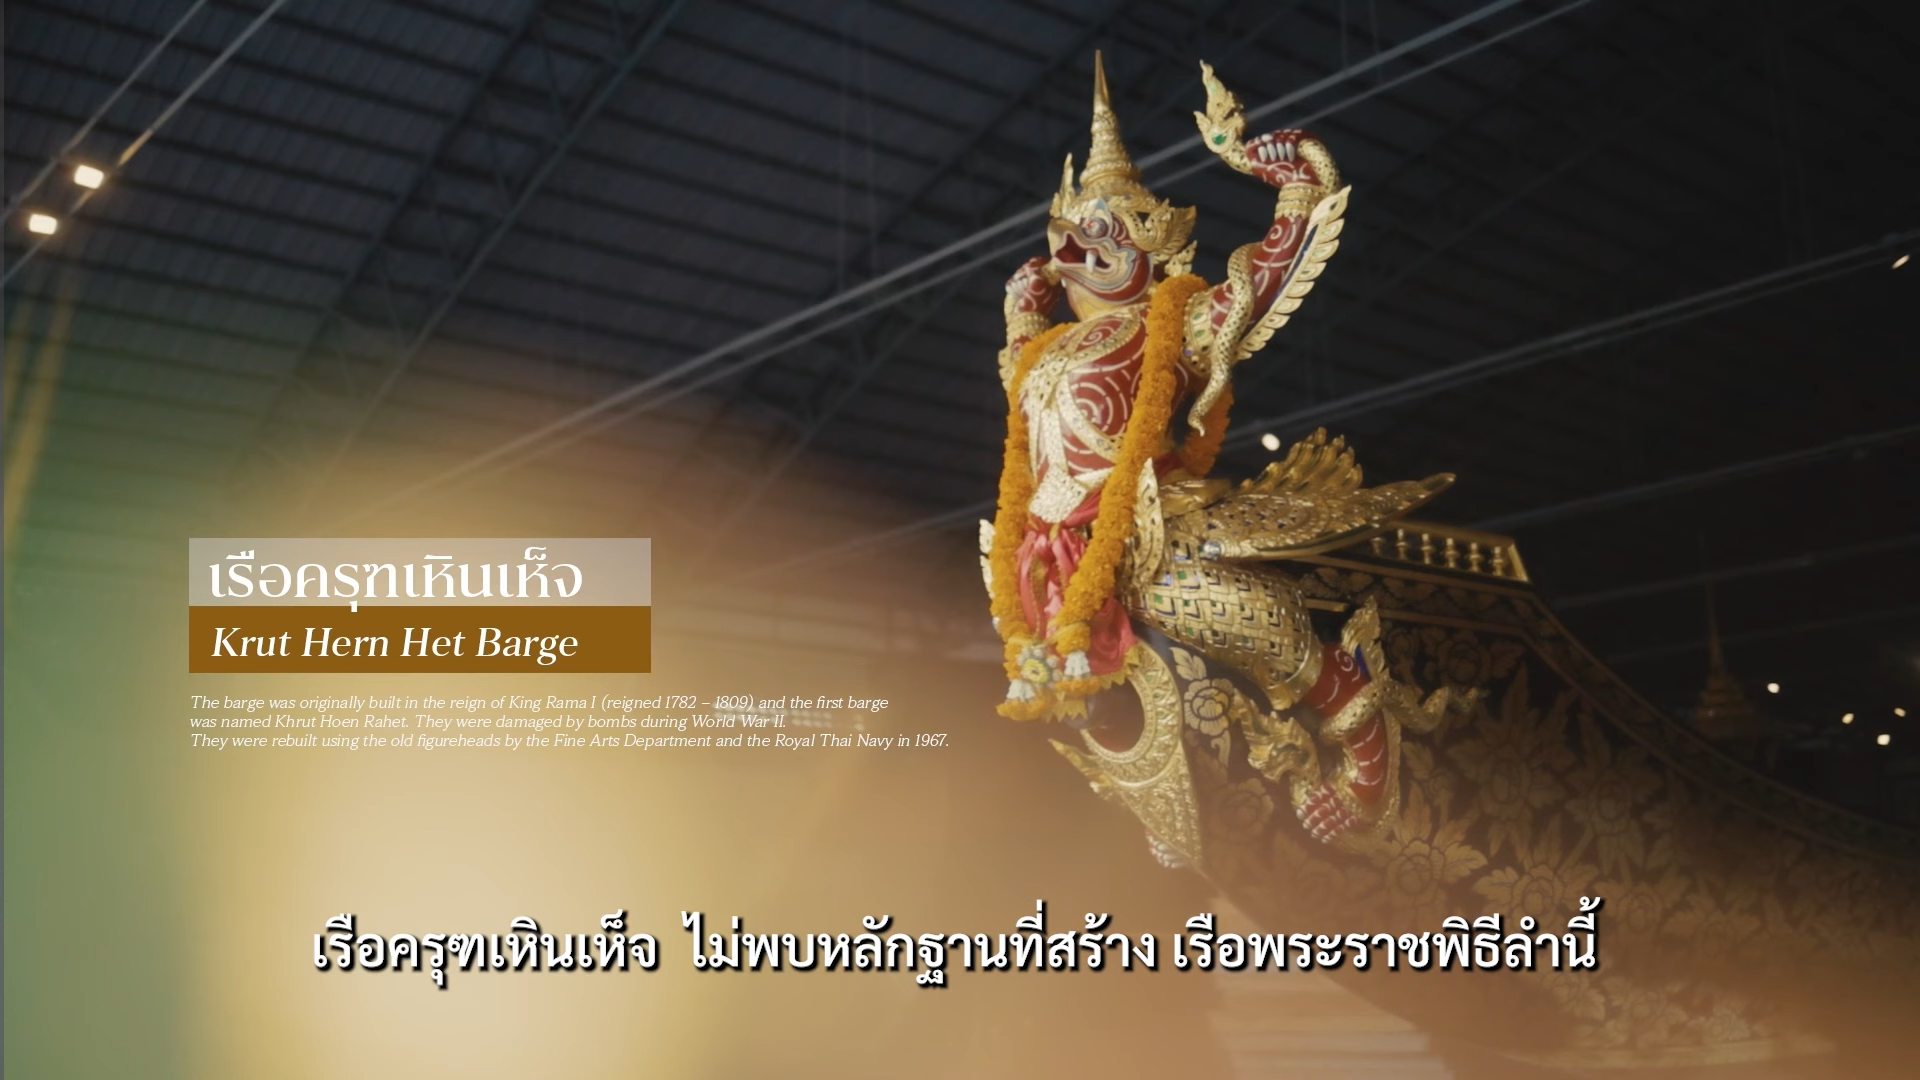 เรือครุฑเหินเห็จ
Krut Hern Het Barge
The barge was originally built in the reign of King Rama I (reigned 1782 – 1809) and the first barge
was named Khrut Hoen Rahet. They were damaged by bombs during World War II.
They were rebuilt using the old figureheads by the Fine Arts Department and the Royal Thai Navy in 1967.
เรือครุฑเหินเห็จ ไม่พบหลักฐานที่สร้าง เรือพระราชพิธีลำนี้